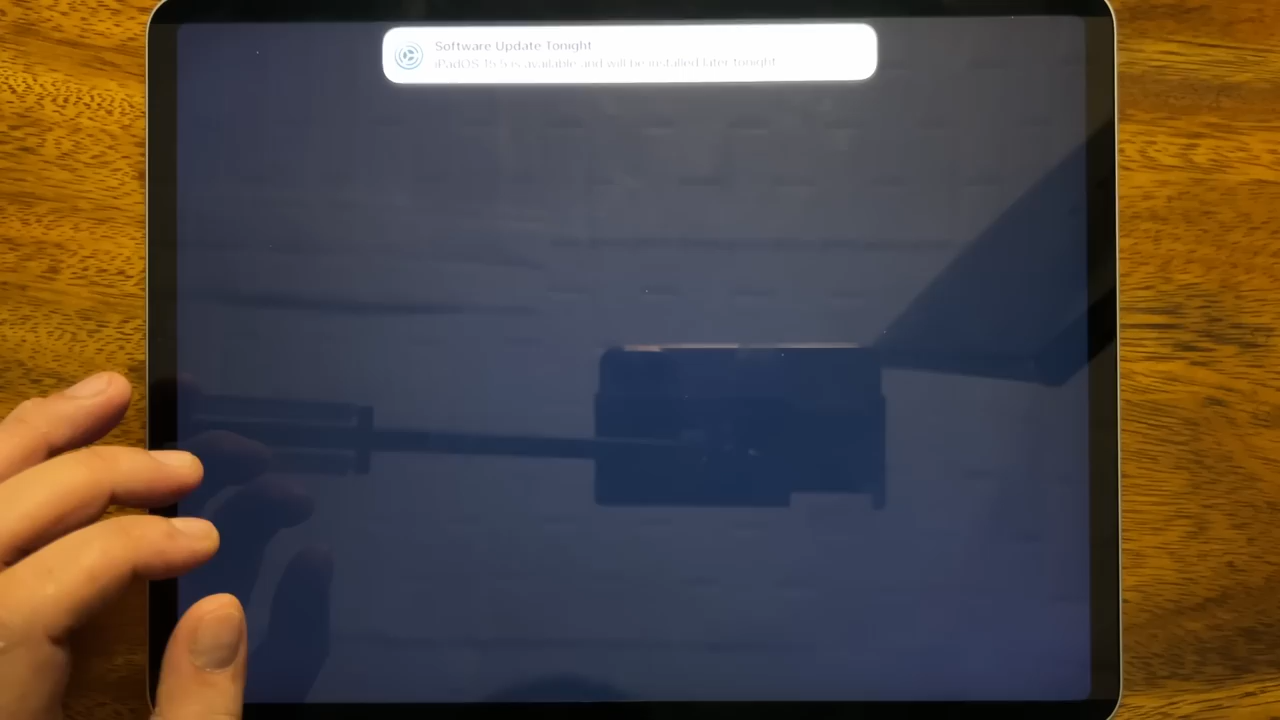 Software Update Tonight
iPadOS 15.5 is available and will be installed later tonight.